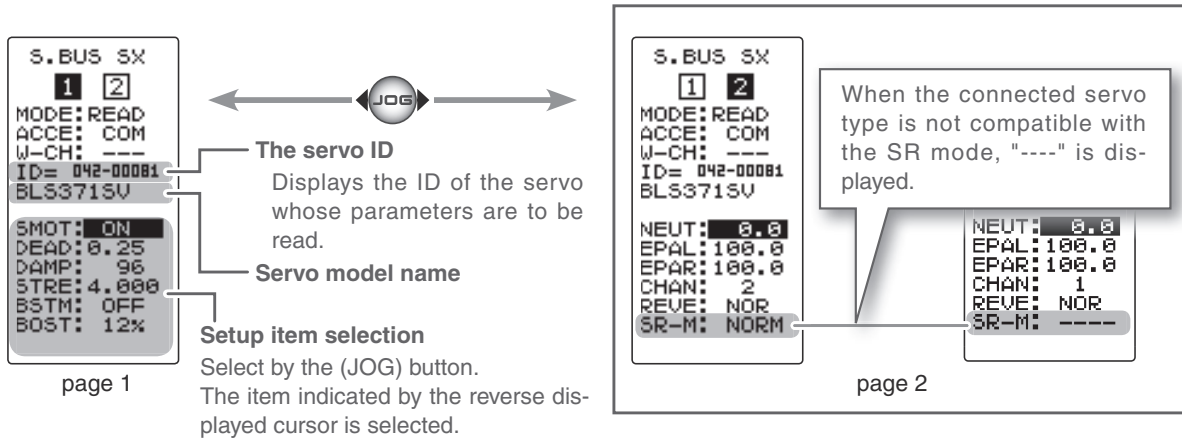 S.BUS SX
1 2
MODE:READ
ACCE: COM
W-CH: ---
ID= 042-00081
BLS371SV
SMOT: ON
DEAD:0.25
DAMP: 96
STRE:4.000
BSTM: OFF
BOST: 12%
page 1
JOG
The servo ID
Displays the ID of the servo
whose parameters are to be
read.
Servo model name
Setup item selection
Select by the (JOG) button.
The item indicated by the reverse dis-
played cursor is selected.
S.BUS SX
1 2
MODE:READ
ACCE: COM
W-CH: ---
ID= 042-00081
BLS371SV
NEUT: 0.0
EPAL:100.0
EPAR:100.0
CHAN: 2
REVE: NOR
SR-M: NORM
When the connected servo
type is not compatible with
the SR mode, "----" is dis-
played.
NEUT: 0.0
EPAL:100.0
EPAR:100.0
CHAN: 1
REVE: NOR
SR-M: ----
page 2